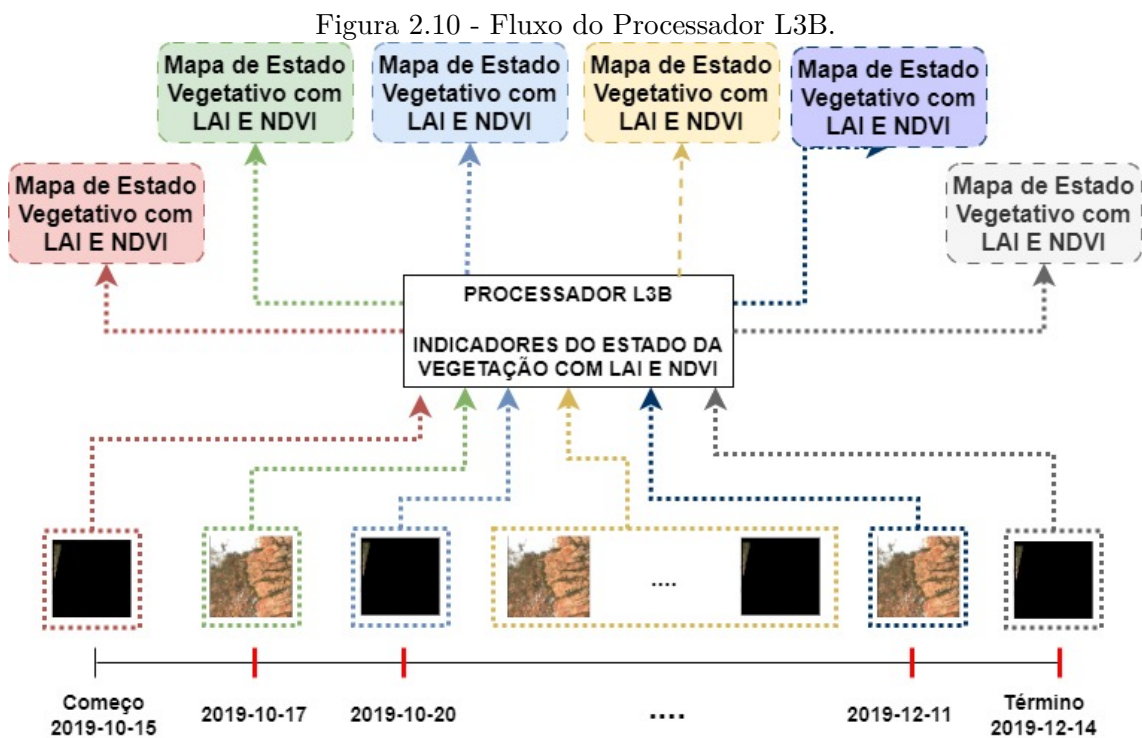 Figura 2.10 - Fluxo do Processador L3B.
Mapa de Estado
Vegetativo com
LAI E NDVI
Mapa de Estado
Vegetativo com
LAI E NDVI
Mapa de Estado
Vegetativo com
LAI E NDVI
Mapa de Estado
Vegetativo com
LAI E NDVI
Mapa de Estado
Vegetativo com
LAI E NDVI
Mapa de Estado
Vegetativo com
LAI E NDVI
PROCESSADOR L3B
INDICADORES DO ESTADO DA
VEGETAÇÃO COM LAI E NDVI
....
Começo
2019-10-15
2019-10-17
2019-10-20
....
2019-12-11
Término
2019-12-14